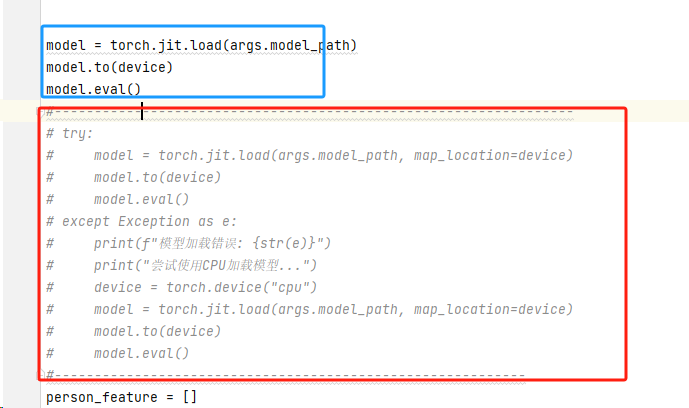 model = torch.jit.load(args.model_path)
model.to(device)
model.eval()
#-----------------------------------------------------------------
# try:
#     model = torch.jit.load(args.model_path, map_location=device)
#     model.to(device)
#     model.eval()
# except Exception as e:
#     print(f"模型加载错误: {str(e)}")
#     print("尝试使用CPU加载模型...")
#     device = torch.device("cpu")
#     model = torch.jit.load(args.model_path, map_location=device)
#     model.to(device)
#     model.eval()
#-----------------------------------------------------------
person_feature = []